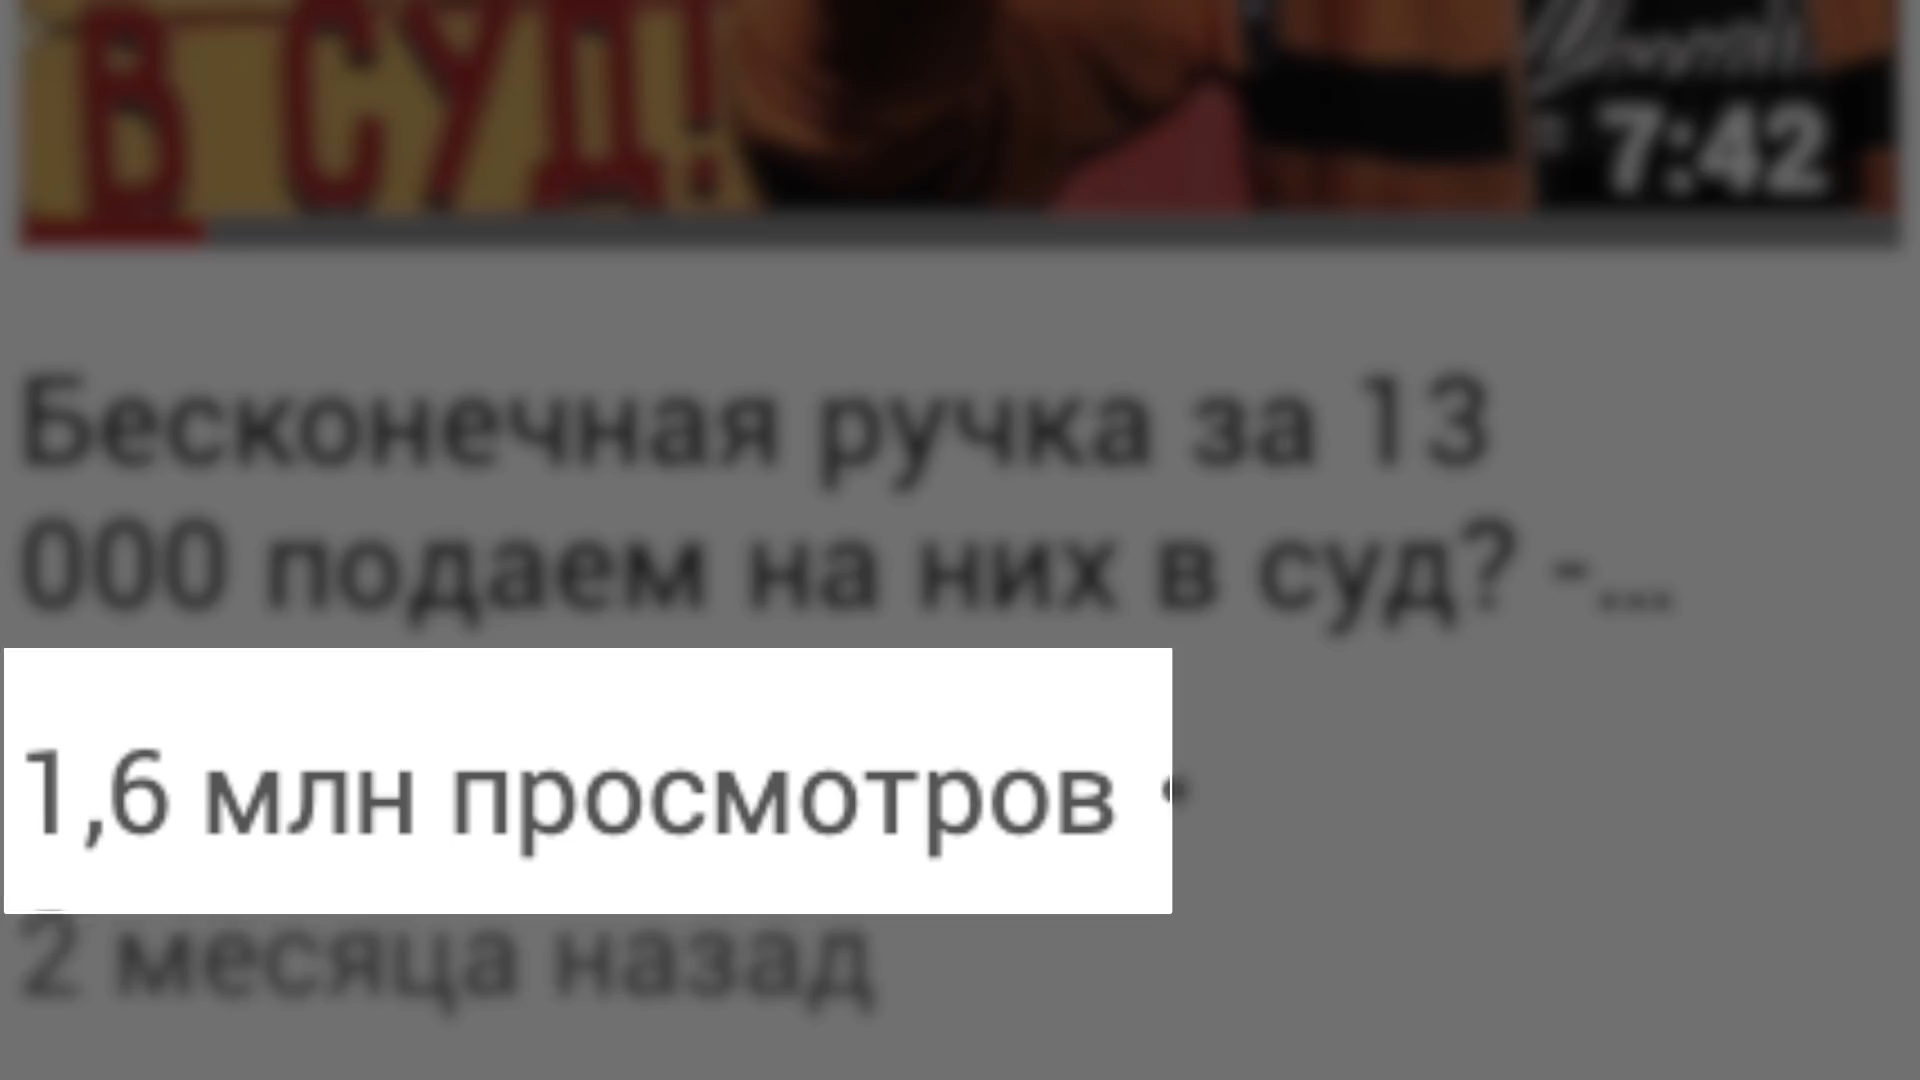 В СУД!
7:42
Бесконечная ручка за 13
000 подаем на них в суд? -...
1,6 млн просмотров •
2 месяца назад